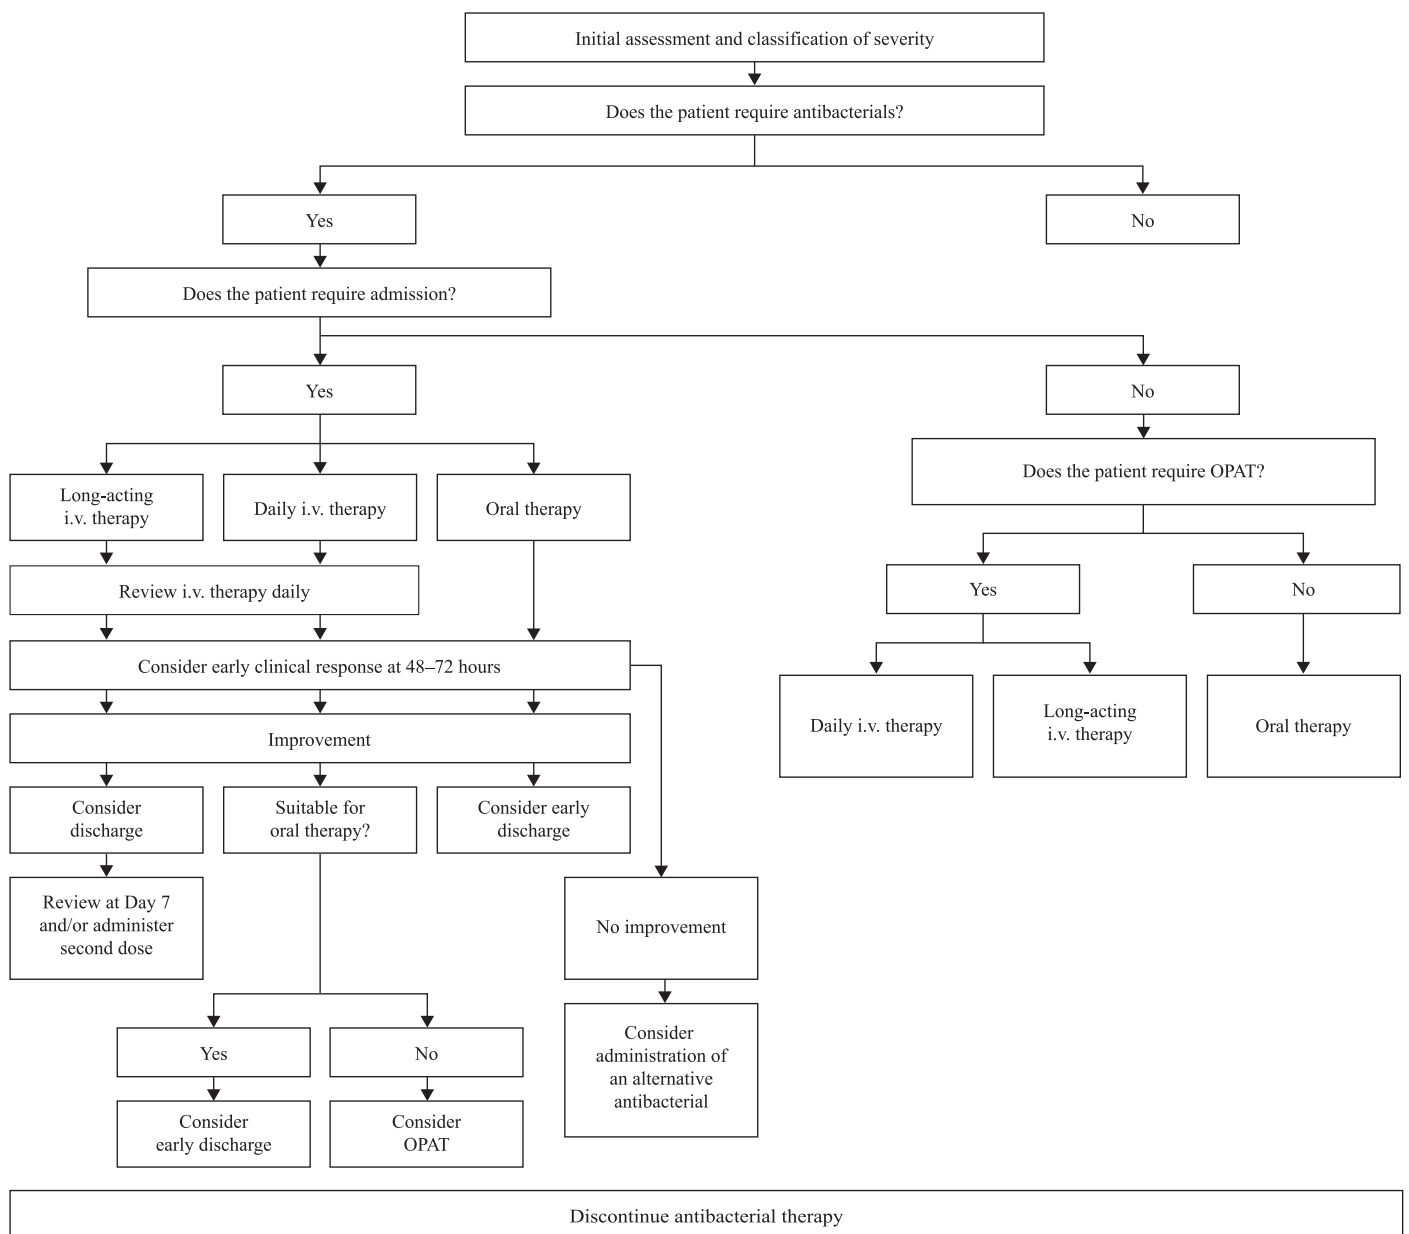 Initial assessment and classification of severity
Does the patient require antibacterials?
Yes
No
Does the patient require admission?
Yes
No
Long-acting
i.v. therapy
Daily i.v. therapy
Oral therapy
Does the patient require OPAT?
Review i.v. therapy daily
Yes
No
Consider early clinical response at 48–72 hours
Daily i.v. therapy
Long-acting
i.v. therapy
Oral therapy
Improvement
Consider
discharge
Suitable for
oral therapy?
Consider early
discharge
Review at Day 7
and/or administer
second dose
No improvement
Yes
No
Consider
administration of
an alternative
antibacterial
Consider
early discharge
Consider
OPAT
Discontinue antibacterial therapy